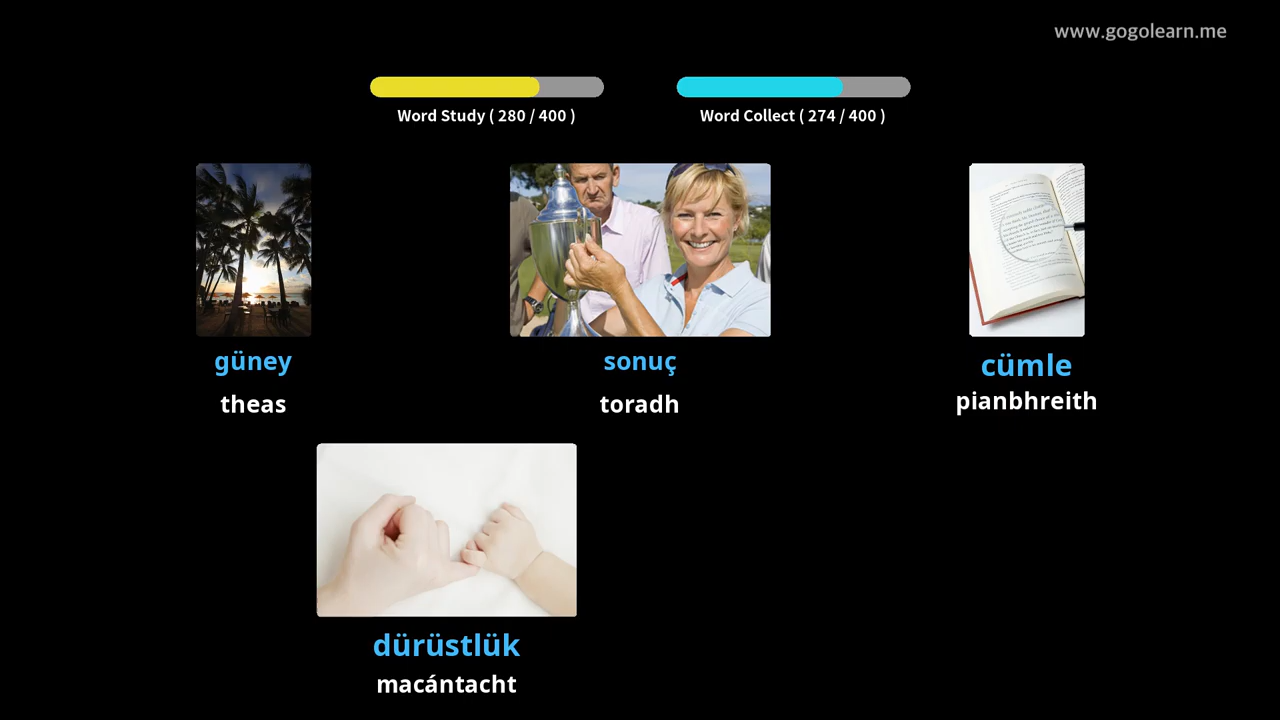 www.gogolearn.me
Word Study ( 280 / 400 )
Word Collect ( 274 / 400 )
güney
theas
sonuç
toradh
cümle
pianbhreith
dürüstlük
macántacht